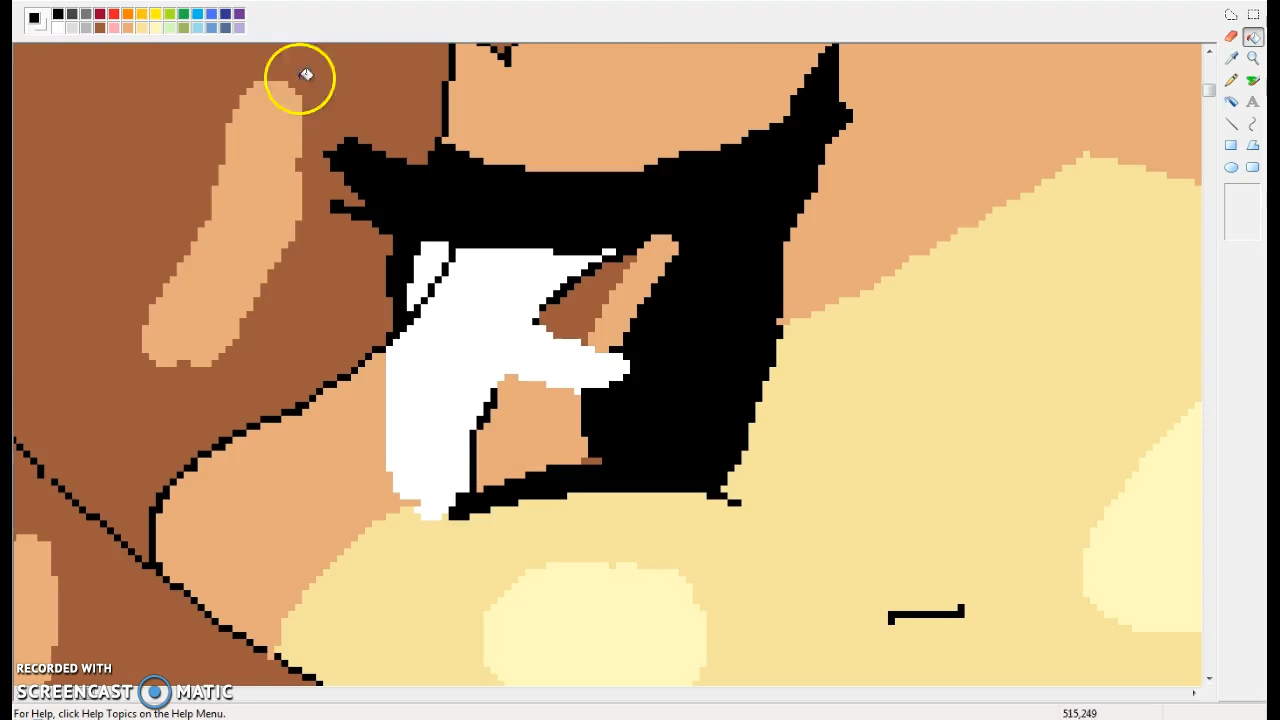 A
RECORDED WITH
SCREENCAST MATIC
For Help, click Help Topics on the Help Menu.
515,249